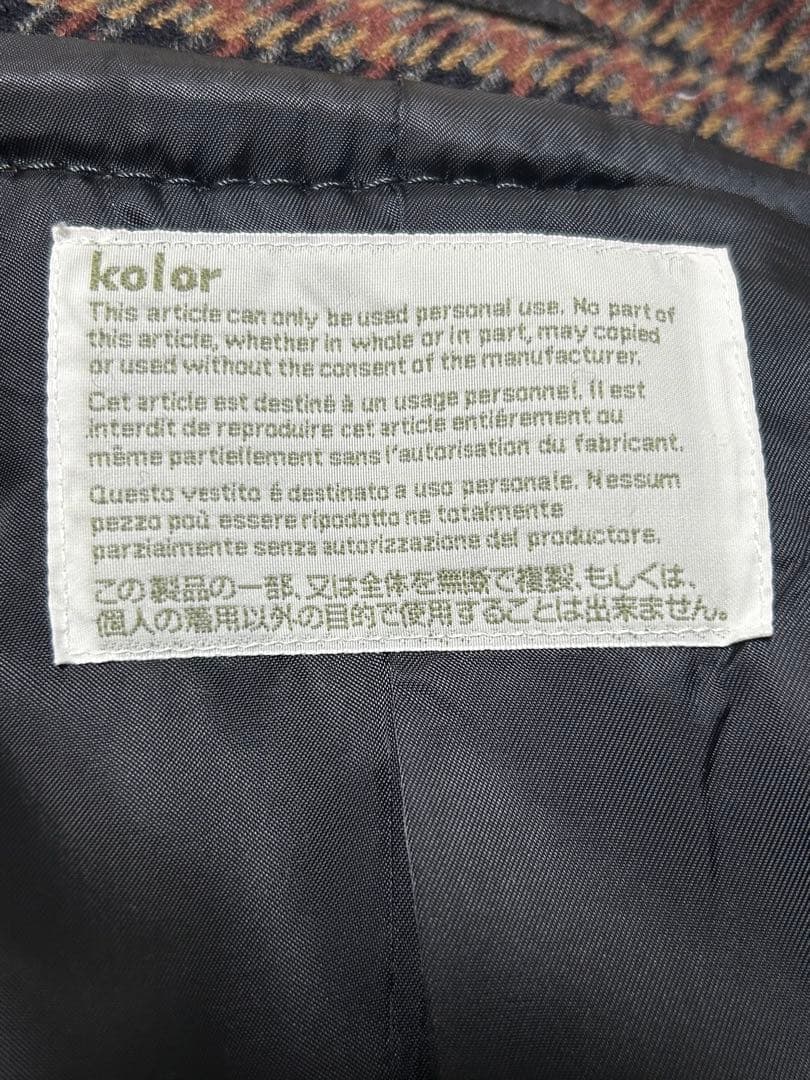 kolor
This article can only be used personal use. No part of
this article, whether in whole or in part, may copied
or used without the consent of the manufacturer.
Cet article est destiné à un usage personnel. Il est
interdit de reproduire cet article entiérement ou
même partiellement sans l'autorisation du fabricant.
Questo vestito é destinato a uso personale. Nessum
pezzo paù essere ripodotto ne totalmente
parzialmente senza autorizzazione del productore.
この製品の一部、又は全体を無断で複製、もしくは、
個人の着用以外の目的で使用することは出来ません。